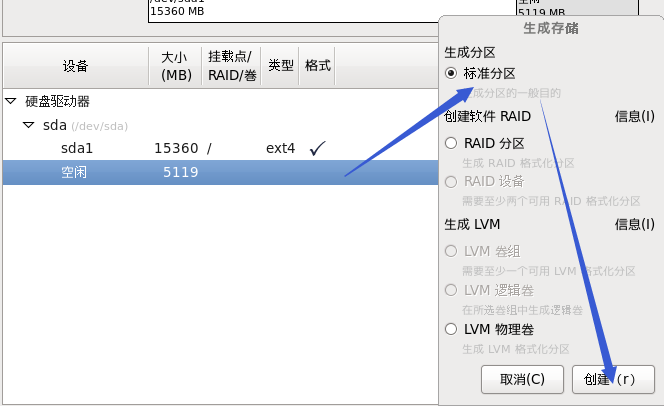 15360 MB
空闲
5119 MB
设备
大小
(MB)
挂载点/
RAID/卷
类型
格式
硬盘驱动器
sda (/dev/sda)
sda1 15360 / ext4
空闲 5119
生成存储
生成分区
标准分区
成分区的一般目的
创建软件 RAID 信息(I)
RAID 分区
生成 RAID 格式化分区
RAID 设备
需要至少两个可用 RAID 格式化分区
生成 LVM 信息(I)
LVM 卷组
需要至少一个可用 LVM 格式化分区
LVM 逻辑卷
在所选卷组中生成逻辑卷
LVM 物理卷
生成 LVM 格式化分区
取消(C) 创建 (r)